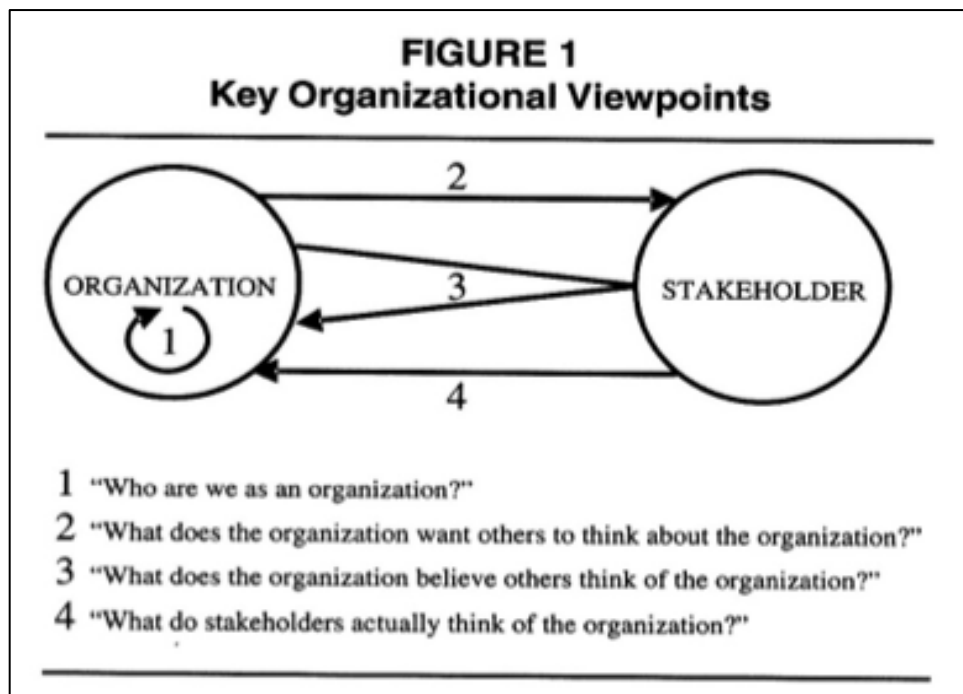 FIGURE 1
Key Organizational Viewpoints
2
ORGANIZATION
3
STAKEHOLDER
1
4
1 “Who are we as an organization?”
2 “What does the organization want others to think about the organization?”
3 “What does the organization believe others think of the organization?”
4 “What do stakeholders actually think of the organization?”